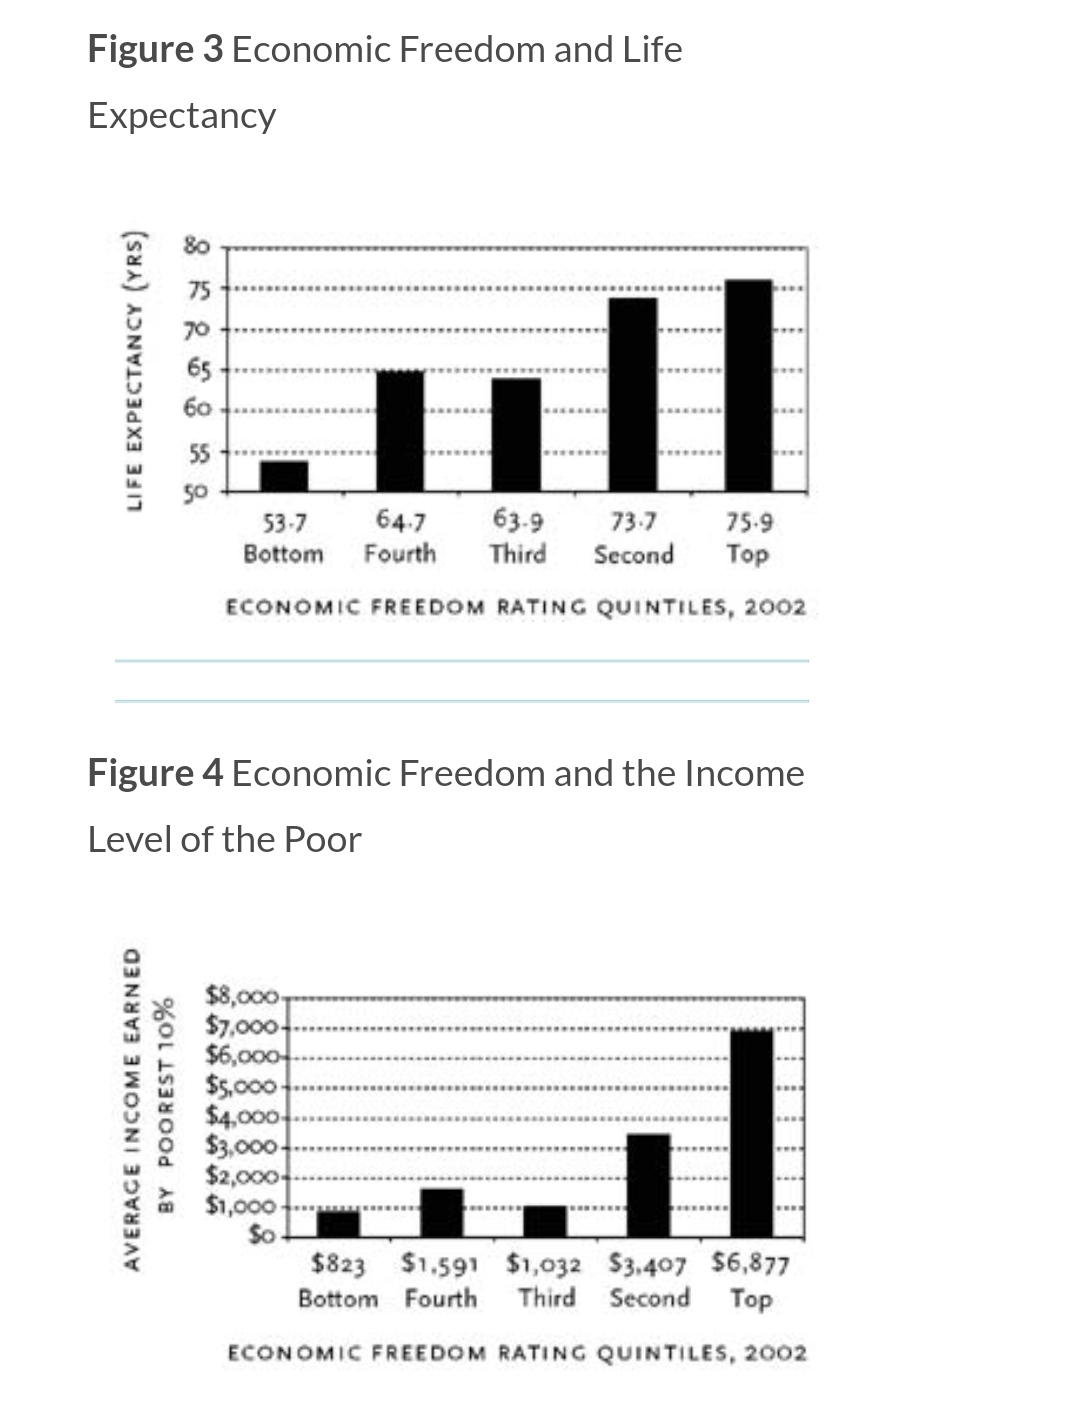 Figure 3 Economic Freedom and Life
Expectancy
LIFE EXPECTANCY (YRS)
80
75
70
65
60
55
50
53.7 64.7 63.9 73.7 75.9
Bottom Fourth Third Second Top
ECONOMIC FREEDOM RATING QUINTILES, 2002
Figure 4 Economic Freedom and the Income
Level of the Poor
AVERAGE INCOME EARNED
BY POOREST 10%
$8,000
$7,000
$6,000
$5,000
$4,000
$3,000
$2,000
$1,000
$0
$823 $1,591 $1,032 $3,407 $6,877
Bottom Fourth Third Second Top
ECONOMIC FREEDOM RATING QUINTILES, 2002